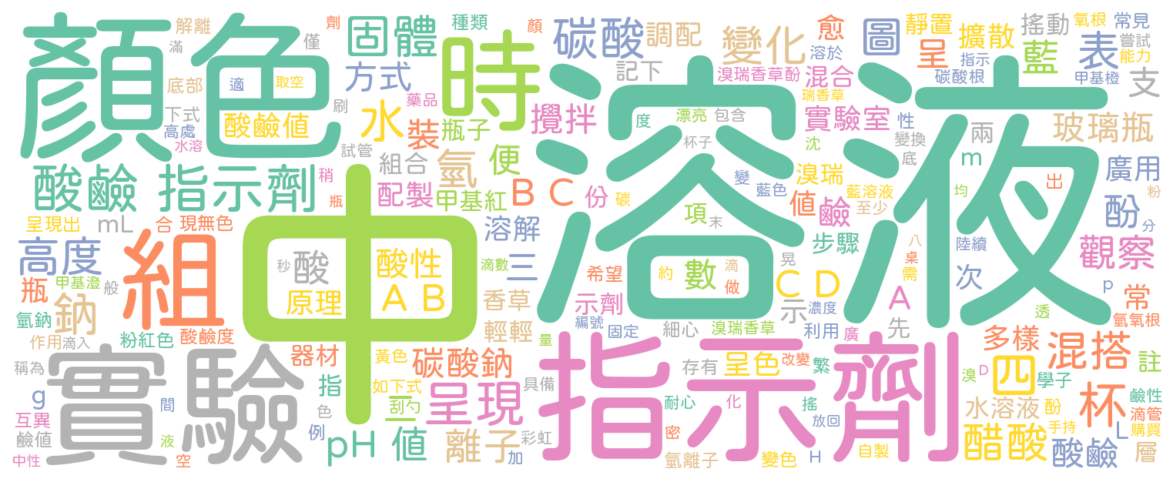 顏色
中
溶液
實驗
指示劑
時
組
解離
種類
劑
顏
滿
僅
固體
碳酸
調配
變化
愈
圖
靜置
呈
擴散
搖動
藍
氧根
常見
表
嘗試
指示
能力
支
底部
適
取空
方式
記下
溶於
溴瑞香草酚
混合
碳酸根
甲基橙
下式
刷
藥品
瑞香草
高處
水溶
酸鹼值
水
裝
瓶子
攪拌
度
漂亮
包含
實驗室
性
兩
玻璃瓶
試管
杯子
沈
變換
底
m
酸鹼 指示劑
稍
瓶
組合
氫
便
變
藍色
溴瑞
藍溶液
均
出
廣用
粉
配製
甲基紅
B C
份
碳
項
末
值
鹼
至少
酚
分
呈現出
mL
合
現無色
高度
酸
秒
酸性
溶解
步驟
八
桌
陸續
觀察
三
滴數
希望
約
數
滴
晃
需
次
瓶
甲基澄
般
原理
A B
香草
示劑
做
C D
濃度
A
p
常
氫鈉
鈉
編號
固定
細心
溴瑞香草
示
利用
廣
先
透
氫氧根
作用
滴入
粉紅色
酸鹼度
輕輕
量
多樣
混搭
註
稱為
器材
黃色
碳酸鈉
存有
呈色
改變
繁
溴
D
四
學子
g
指
如下式
呈現
具備
耐心
化
搖
水溶液
酚
杯
鹼性
滴管
互異
間
色
刮勺
手持
L
購買
鹼值
例
pH 值
離子
彩虹
密
放回
醋酸
酸鹼
層
中性
液
空
加
氫離子
變色
H
自製